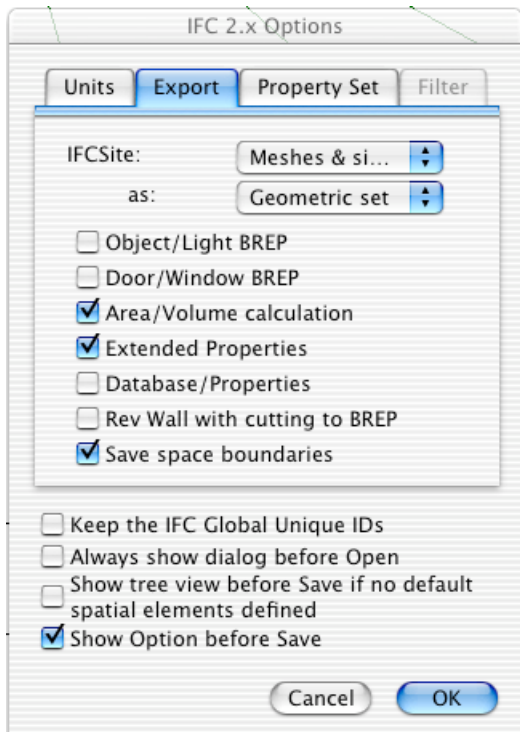 IFC 2.x Options
Units Export Property Set Filter
IFCSite: Meshes & si...
as: Geometric set
Object/Light BREP
Door/Window BREP
Area/Volume calculation
Extended Properties
Database/Properties
Rev Wall with cutting to BREP
Save space boundaries
Keep the IFC Global Unique IDs
Always show dialog before Open
Show tree view before Save if no default
spatial elements defined
Show Option before Save
Cancel OK